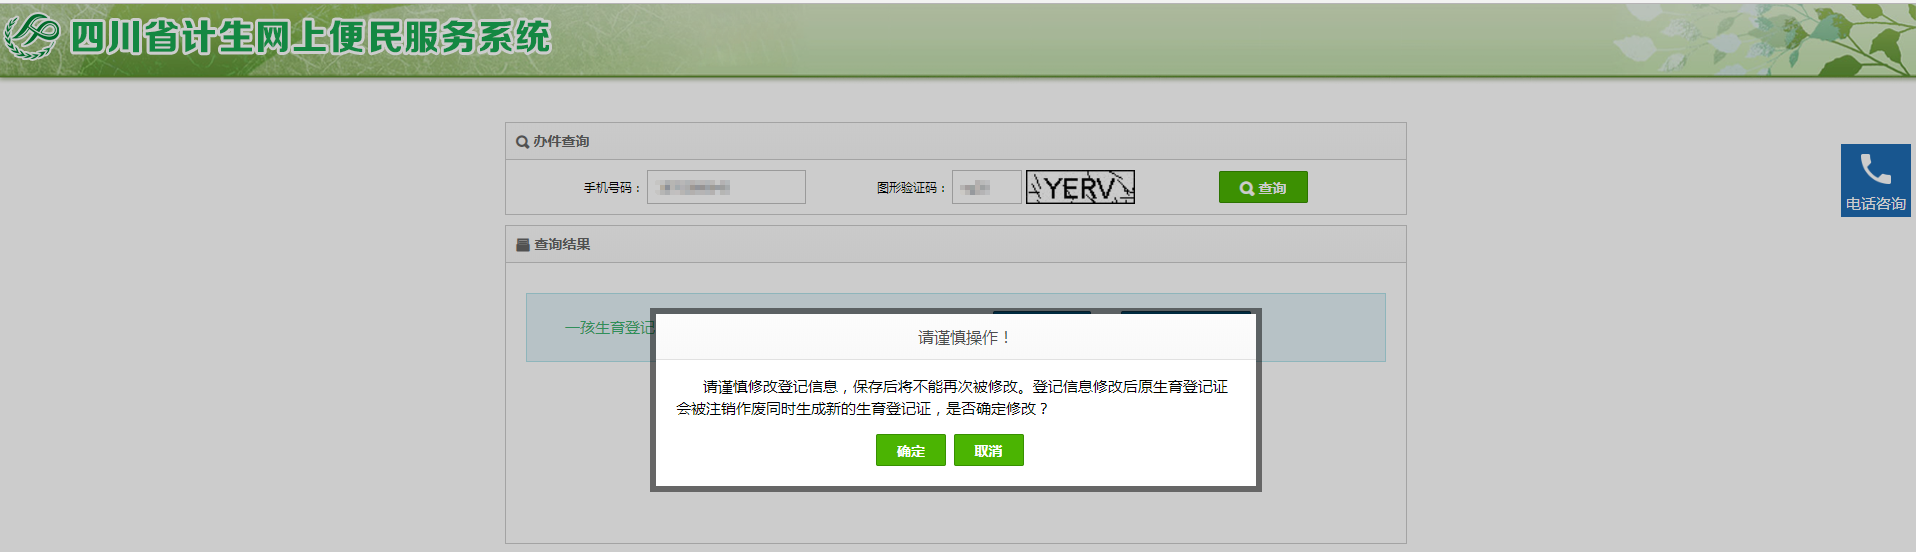 四川省计生网上便民服务系统
办件查询
手机号码：
图形验证码：
YERV
查询
电话咨询
查询结果
一孩生育登记
请谨慎操作！
请谨慎修改登记信息，保存后将不能再次被修改。登记信息修改后原生育登记证
会被注销作废同时生成新的生育登记证，是否确定修改？
确定
取消